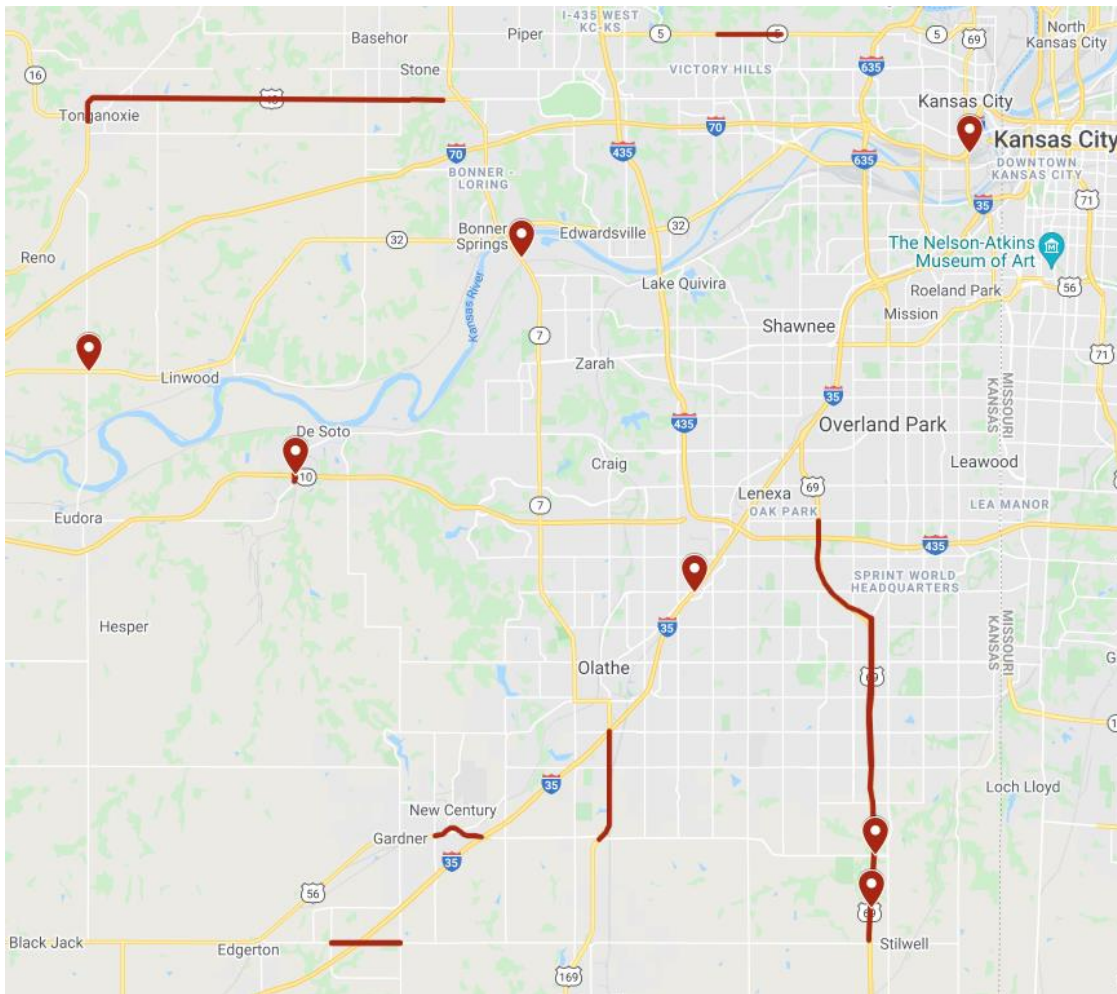 I-435 WEST
KC-KS
Basehor
Piper
5
5
69
5
North
Kansas City
Stone
VICTORY HILLS
635
16
Tonganoxie
Kansas City
70
435
70
635
Kansas City
DOWNTOWN
KANSAS CITY
BONNER -
LORING
35
71
Bonner
Springs
Edwardsville
32
32
The Nelson-Atkins
Museum of Art
Reno
Kansas River
Lake Quivira
Roeland Park
56
Mission
7
Shawnee
71
Zarah
Linwood
35
MISSOURI
KANSAS
De Soto
435
Overland Park
10
Craig
Leawood
69
Lenexa
OAK PARK
LEA MANOR
Eudora
7
435
SPRINT WORLD
HEADQUARTERS
Hesper
35
MISSOURI
KANSAS
Olathe
69
G
1
35
Loch Lloyd
New Century
Gardner
35
56
69
Black Jack
Edgerton
Stilwell
169